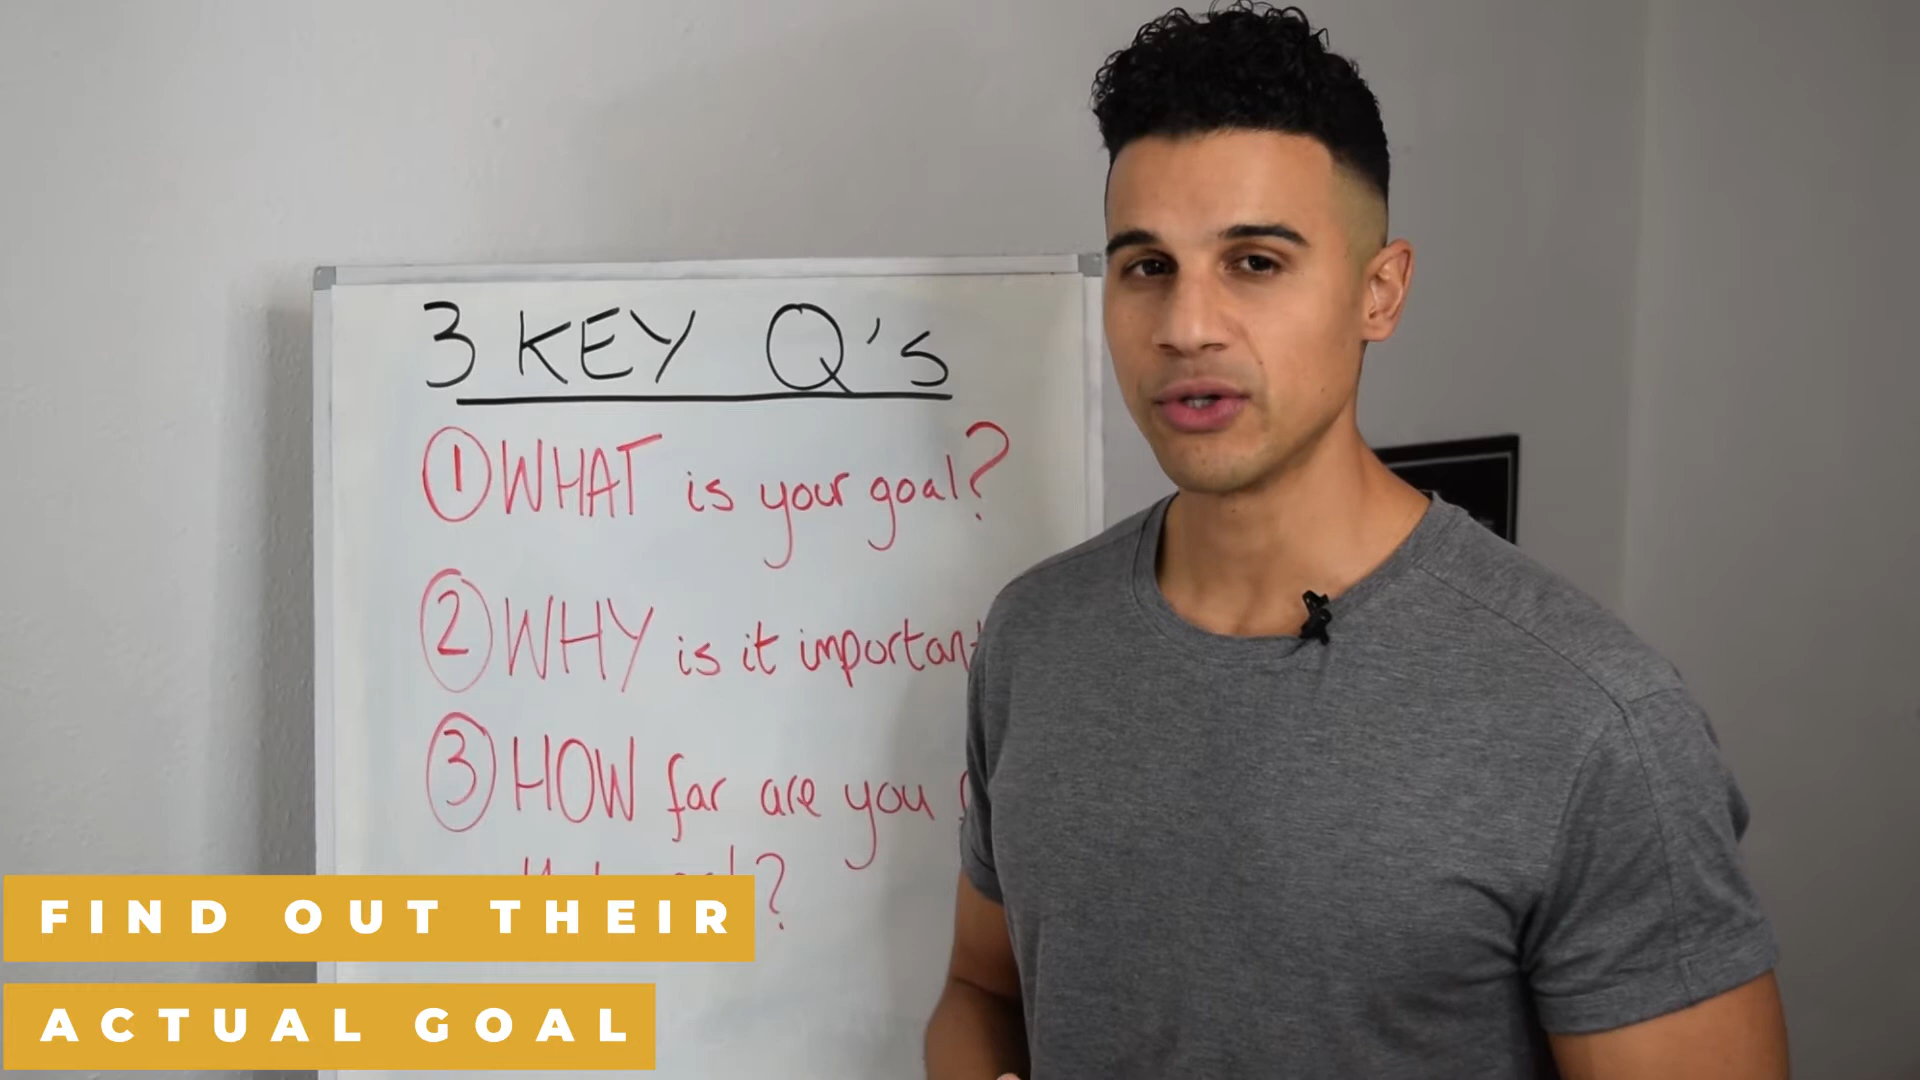 3 KEY Q's
1 WHAT is your goal?
2 WHY is it important
3 HOW far are you
FIND OUT THEIR
ACTUAL GOAL